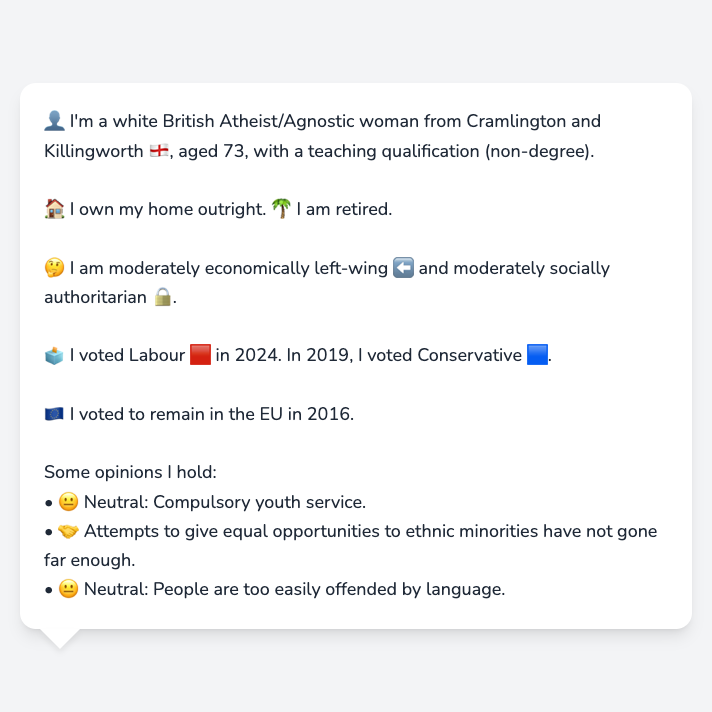 👤 I'm a white British Atheist/Agnostic woman from Cramlington and
Killingworth 🏴󠁧󠁢󠁥󠁮󠁧󠁿, aged 73, with a teaching qualification (non-degree).
🏠 I own my home outright. 🌴 I am retired.
🤔 I am moderately economically left-wing ⬅️ and moderately socially
authoritarian 🔒.
🗳️ I voted Labour 🟥 in 2024. In 2019, I voted Conservative 🟦.
🇪🇺 I voted to remain in the EU in 2016.
Some opinions I hold:
• 😐 Neutral: Compulsory youth service.
• 🤝 Attempts to give equal opportunities to ethnic minorities have not gone
far enough.
• 😐 Neutral: People are too easily offended by language.